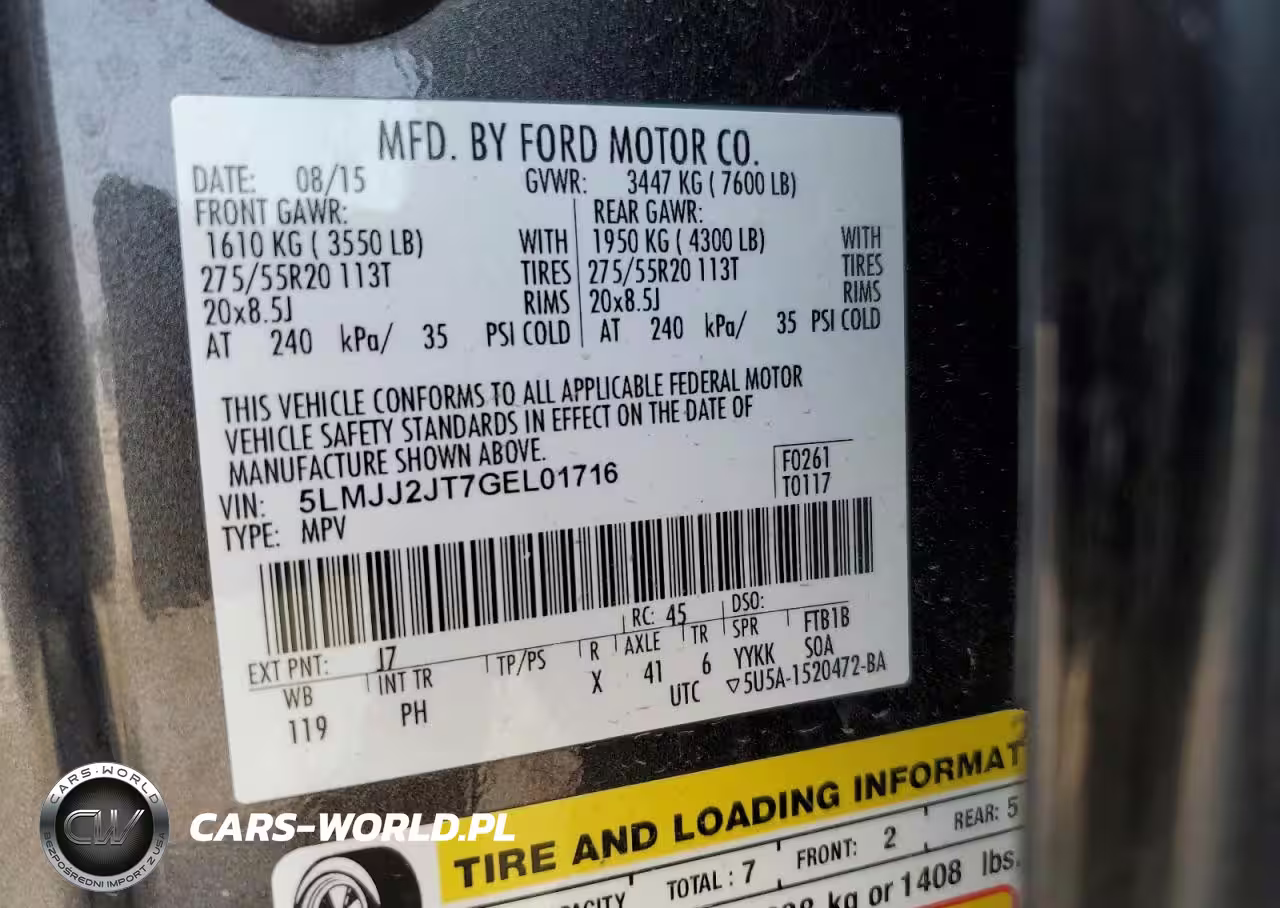 MFD. BY FORD MOTOR CO.
DATE: 08/15 GVWR: 3447 KG ( 7600 LB)
FRONT GAWR: REAR GAWR:
1610 KG ( 3550 LB) WITH 1950 KG ( 4300 LB) WITH
275/55R20 113T TIRES 275/55R20 113T TIRES
20x8.5J RIMS 20x8.5J RIMS
AT 240 kPa/ 35 PSI COLD AT 240 kPa/ 35 PSI COLD
THIS VEHICLE CONFORMS TO ALL APPLICABLE FEDERAL MOTOR
VEHICLE SAFETY STANDARDS IN EFFECT ON THE DATE OF
MANUFACTURE SHOWN ABOVE.
VIN: 5LMJJ2JT7GEL01716 F0261
TYPE: MPV T0117
EXT PNT: J7 RC: 45 DSO:
WB INT TR TP/PS R AXLE TR SPR FTB1B
119 PH X 41 6 YYKK SOA
UTC ▽5U5A-1520472-BA
TIRE AND LOADING INFORMAT
TOTAL : 7 FRONT: 2 REAR: 5
kg or 1408 lbs.
CARS-WORLD
CW
BEZPOŚREDNI IMPORT Z USA
CARS-WORLD.PL